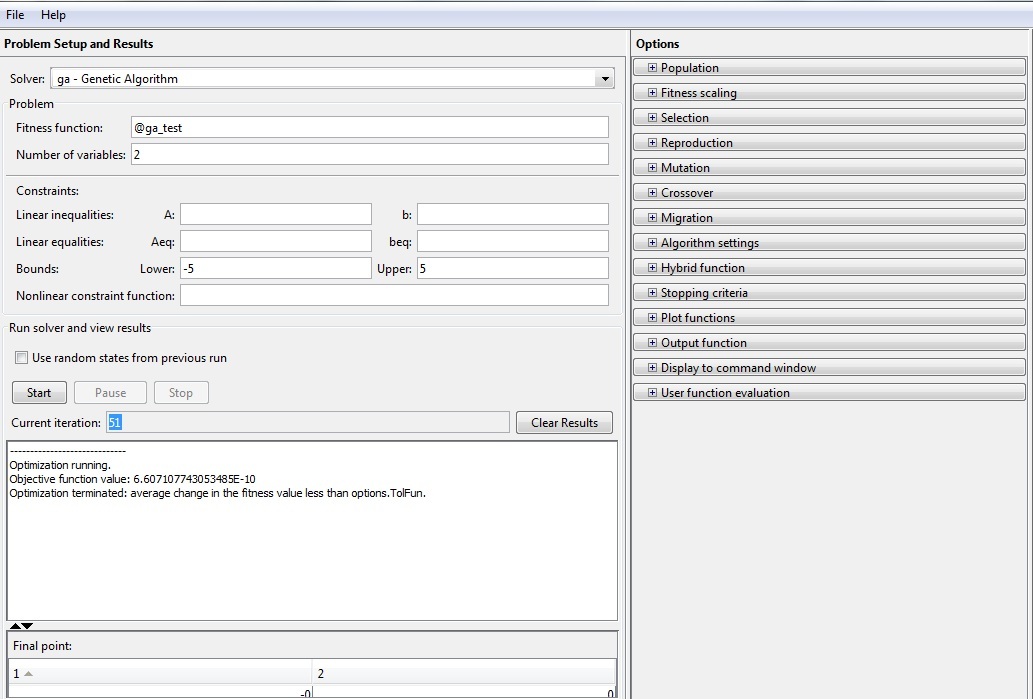 File Help
Problem Setup and Results
Solver: ga - Genetic Algorithm
Problem
Fitness function: @ga_test
Number of variables: 2
Constraints:
Linear inequalities: A: b:
Linear equalities: Aeq: beq:
Bounds: Lower: -5 Upper: 5
Nonlinear constraint function:
Run solver and view results
Use random states from previous run
Start Pause Stop
Current iteration: 51 Clear Results
------------------------------
Optimization running.
Objective function value: 6.607107743053485E-10
Optimization terminated: average change in the fitness value less than options.TolFun.
Final point:
1 2
-0 0
Options
Population
Fitness scaling
Selection
Reproduction
Mutation
Crossover
Migration
Algorithm settings
Hybrid function
Stopping criteria
Plot functions
Output function
Display to command window
User function evaluation